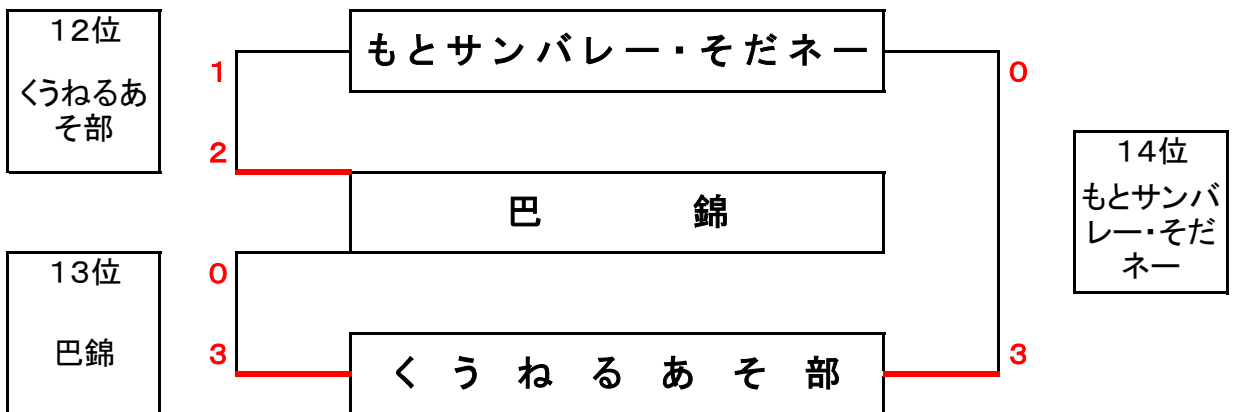 12位
くうねるあ
そ部
1
もとサンバレー・そだネー
0
2
巴 錦
14位
もとサンバ
レー・そだ
ネー
13位
巴錦
0
3
くうねるあそ部
3